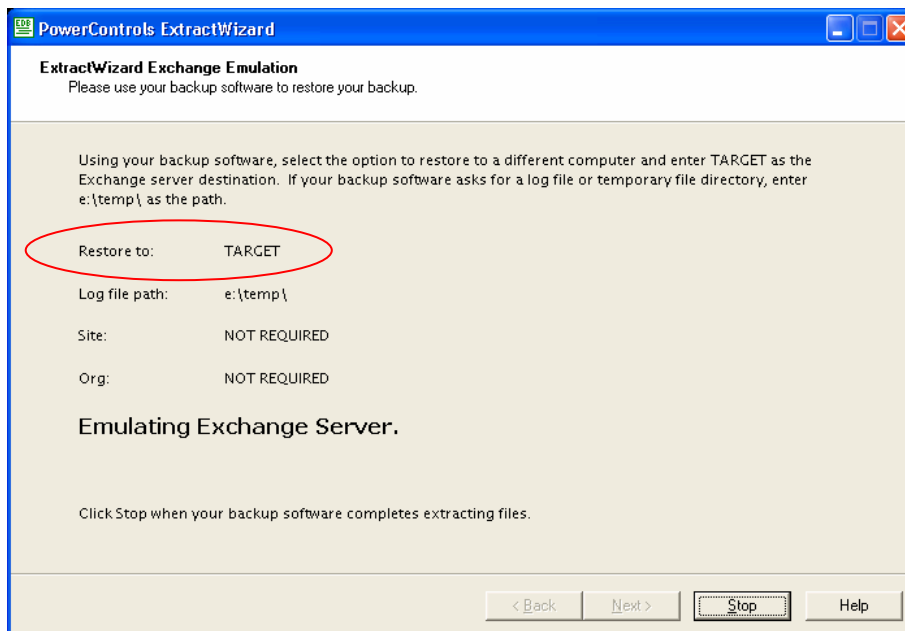 EDB PowerControls ExtractWizard
ExtractWizard Exchange Emulation
Please use your backup software to restore your backup.
Using your backup software, select the option to restore to a different computer and enter TARGET as the
Exchange server destination. If your backup software asks for a log file or temporary file directory, enter
e:\temp\ as the path.
Restore to: TARGET
Log file path: e:\temp\
Site: NOT REQUIRED
Org: NOT REQUIRED
Emulating Exchange Server.
Click Stop when your backup software completes extracting files.
< Back Next > Stop Help